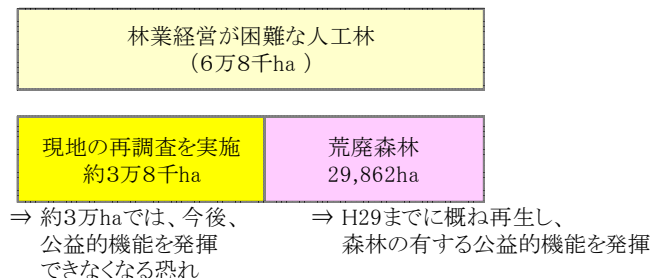 林業経営が困難な人工林
（6万8千ha ）
現地の再調査を実施
約3万8千ha
荒廃森林
29,862ha
⇒ 約3万haでは、今後、
公益的機能を発揮
できなくなる恐れ
⇒ H29までに概ね再生し、
森林の有する公益的機能を発揮